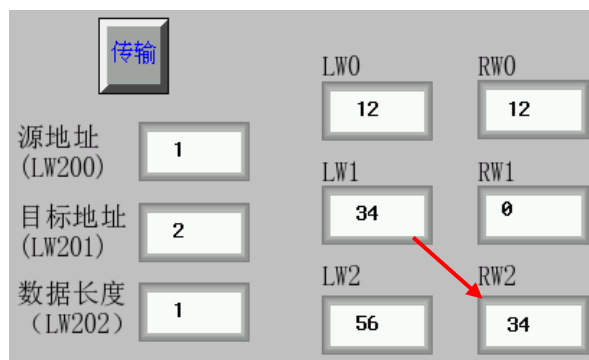 传输
源地址
(LW200)
1
目标地址
(LW201)
2
数据长度
(LW202)
1
LW0
12
RW0
12
LW1
34
RW1
0
LW2
56
RW2
34